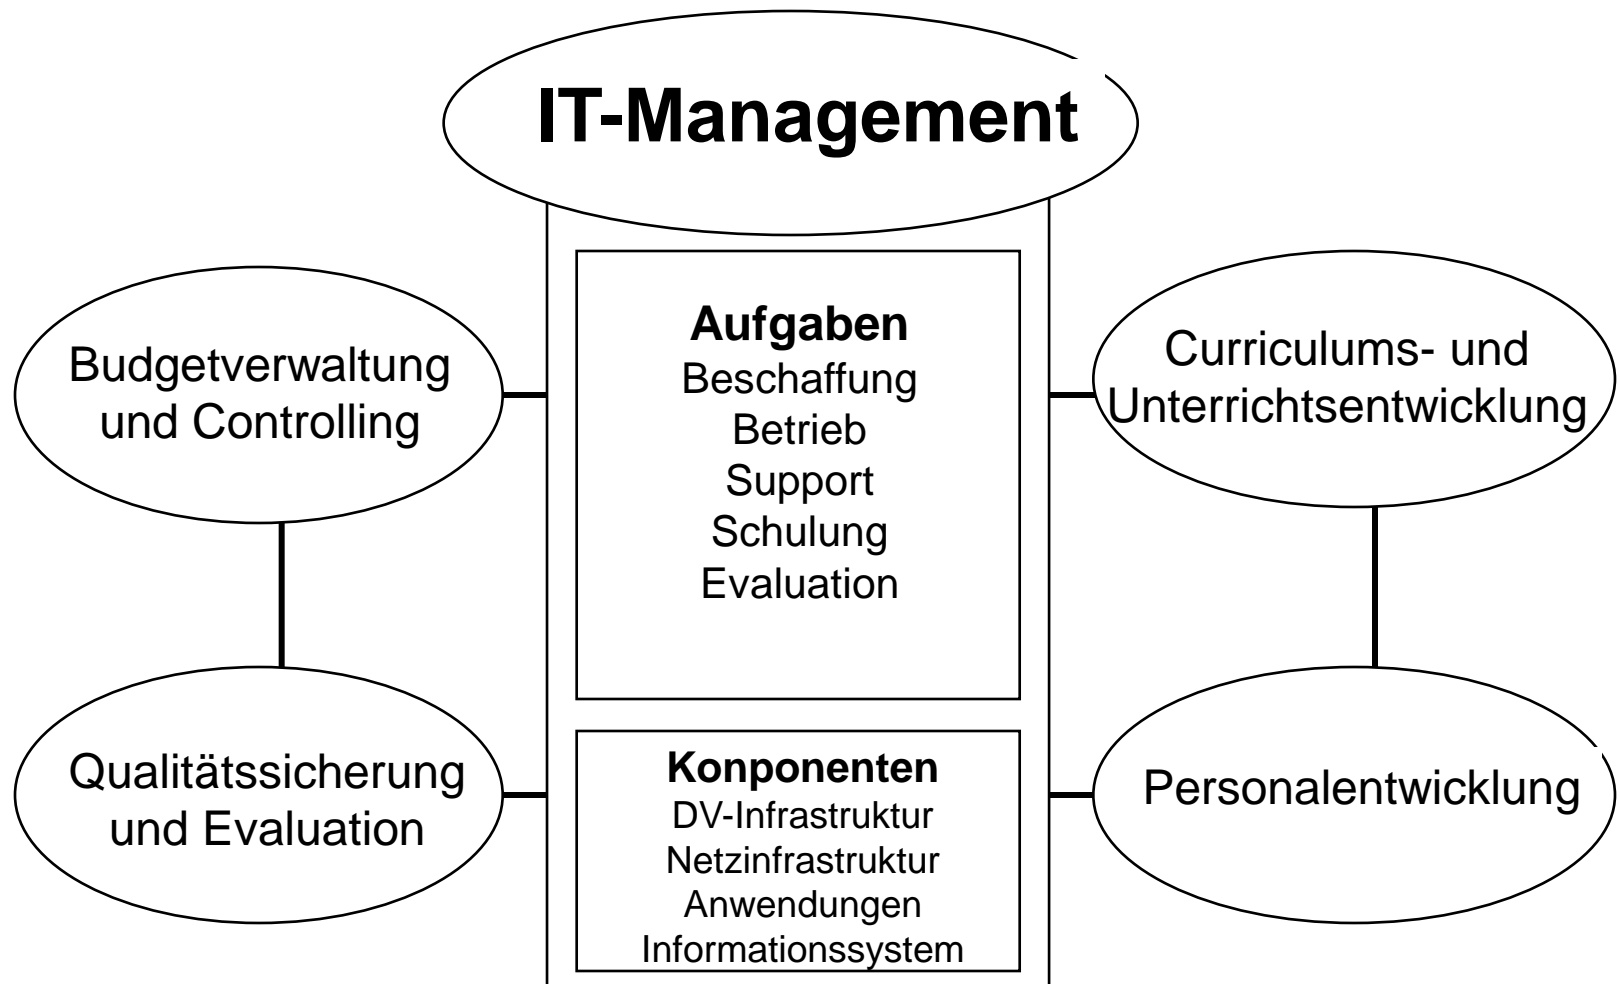 IT-Management
Budgetverwaltung
und Controlling
Aufgaben
Beschaffung
Betrieb
Support
Schulung
Evaluation
Curriculums- und
Unterrichtsentwicklung
Qualitätssicherung
und Evaluation
Konponenten
DV-Infrastruktur
Netzinfrastruktur
Anwendungen
Informationssystem
Personalentwicklung